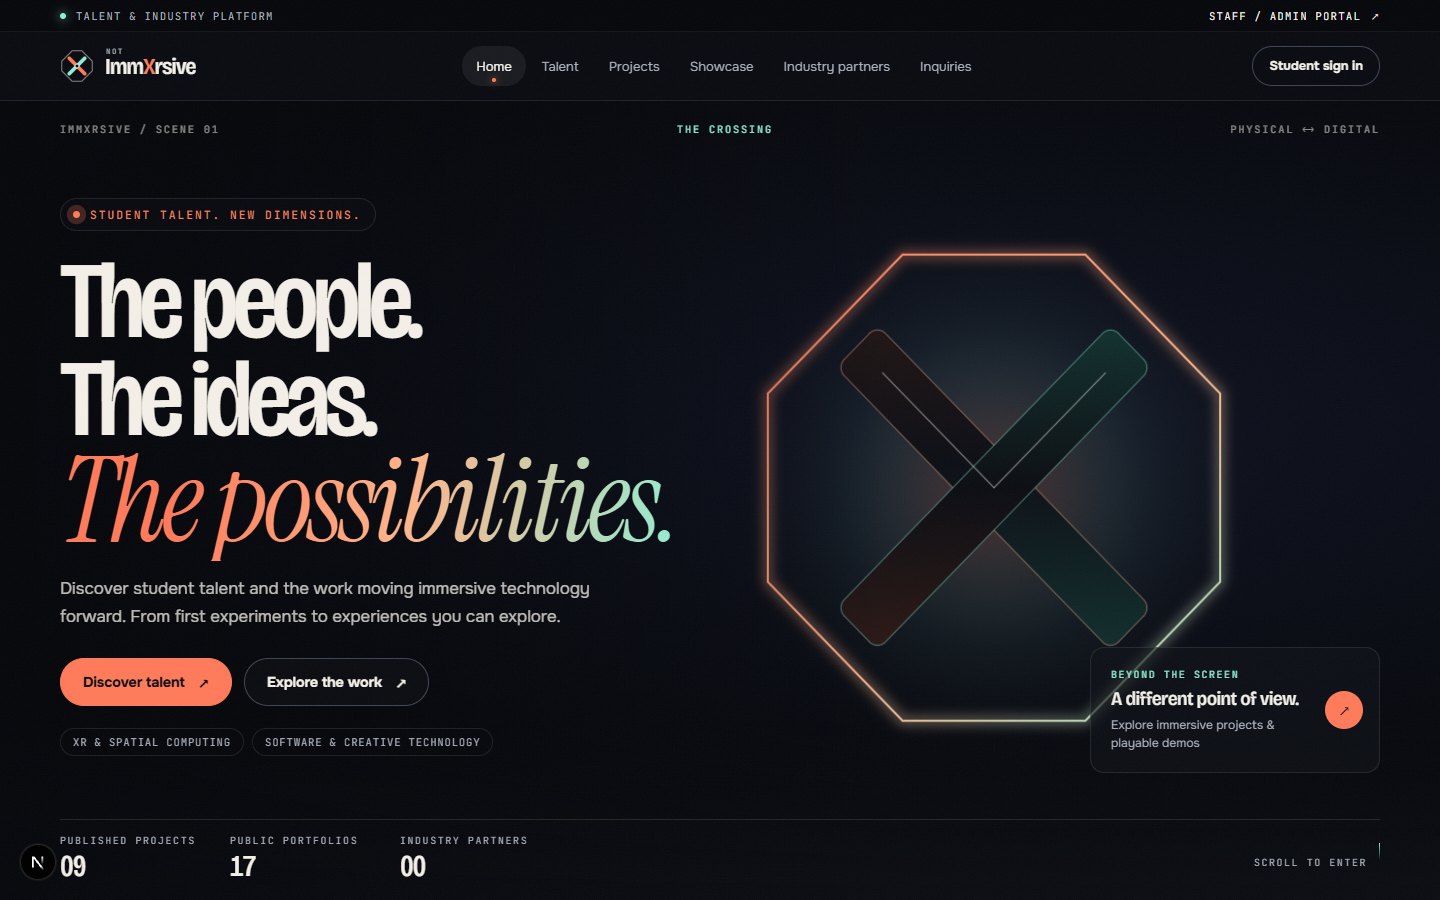 TALENT & INDUSTRY PLATFORM
STAFF / ADMIN PORTAL ↗
NOT
ImmXrsive
Home
Talent
Projects
Showcase
Industry partners
Inquiries
Student sign in
IMMXRSIVE / SCENE 01
THE CROSSING
PHYSICAL ↔ DIGITAL
STUDENT TALENT. NEW DIMENSIONS.
The people.
The ideas.
The possibilities.
Discover student talent and the work moving immersive technology
forward. From first experiments to experiences you can explore.
Discover talent ↗
Explore the work ↗
XR & SPATIAL COMPUTING
SOFTWARE & CREATIVE TECHNOLOGY
BEYOND THE SCREEN
A different point of view.
Explore immersive projects &
playable demos
↗
PUBLISHED PROJECTS
09
PUBLIC PORTFOLIOS
17
INDUSTRY PARTNERS
00
SCROLL TO ENTER
N